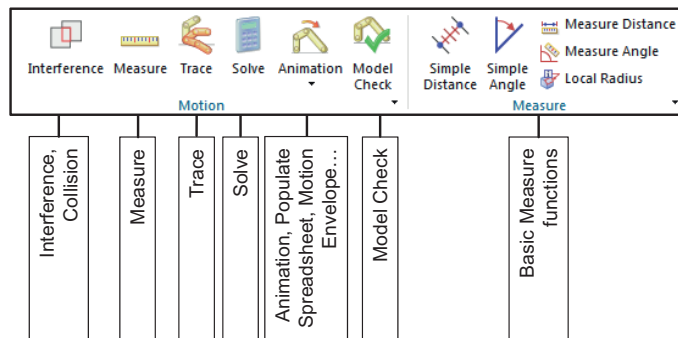 Interference
Measure
Trace
Solve
Animation
Model
Check
Motion
Simple
Distance
Simple
Angle
Measure Distance
Measure Angle
Local Radius
Measure
Interference,
Collision
Measure
Trace
Solve
Animation, Populate
Spreadsheet, Motion
Envelope…
Model Check
Basic Measure
functions